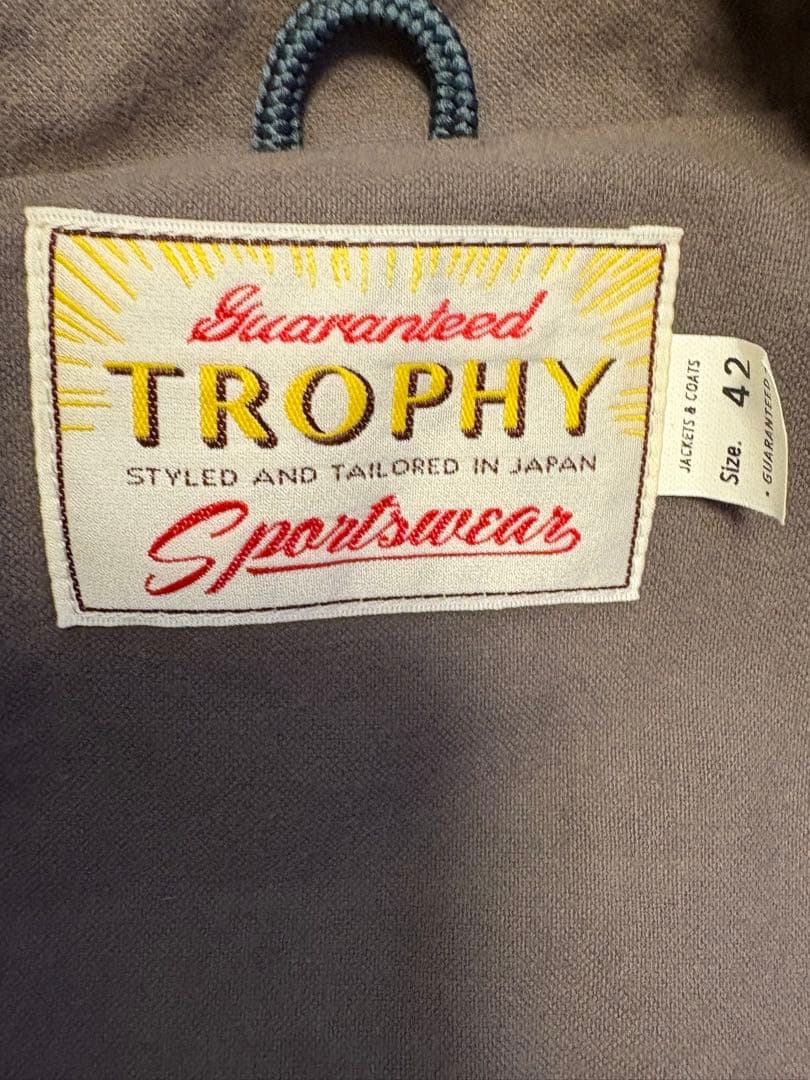 Guaranteed
TROPHY
STYLED AND TAILORED IN JAPAN
Sportswear
JACKETS & COATS
Size. 42
• GUARANTEED •